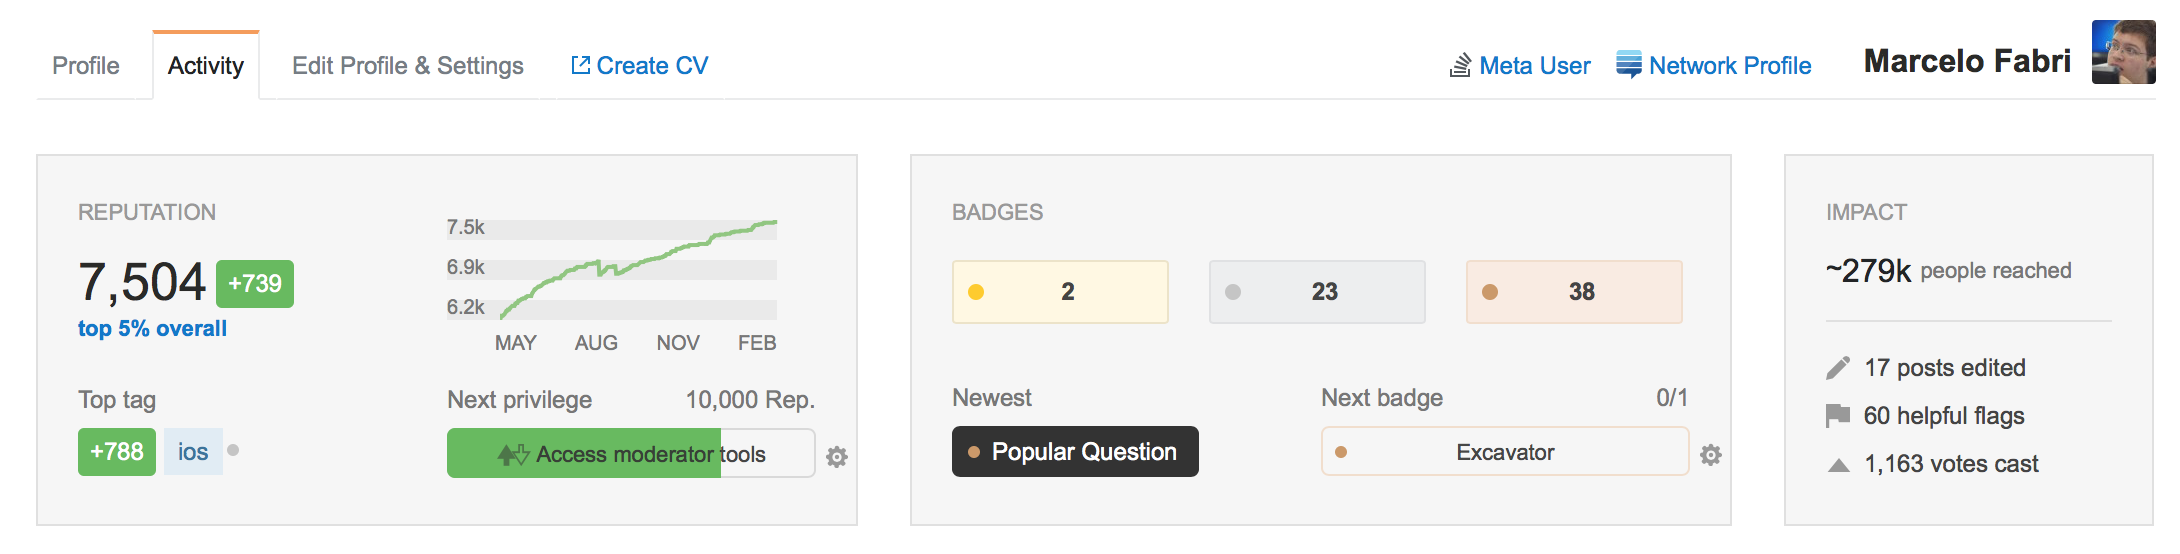 Profile
Activity
Edit Profile & Settings
Create CV
Meta User
Network Profile
Marcelo Fabri
REPUTATION
7,504 +739
top 5% overall
7.5k
6.9k
6.2k
MAY AUG NOV FEB
Top tag
+788 ios
Next privilege 10,000 Rep.
Access moderator tools
BADGES
2 23 38
Newest
Popular Question
Next badge 0/1
Excavator
IMPACT
~279k people reached
17 posts edited
60 helpful flags
1,163 votes cast